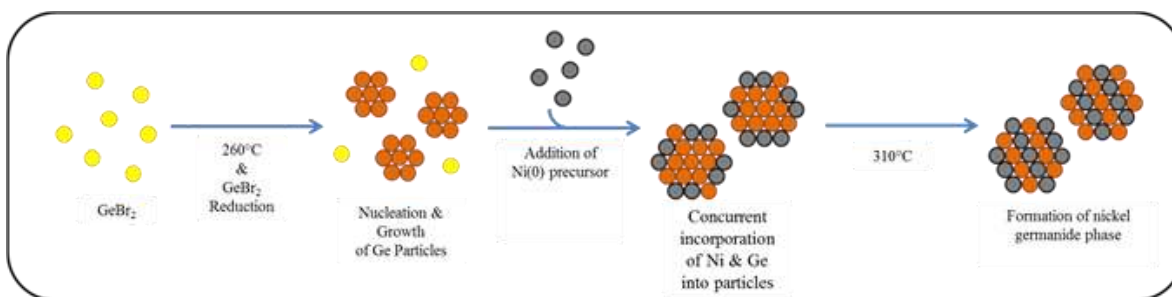 GeBr₂
260°C
&
GeBr₂
Reduction
Nucleation &
Growth
of Ge Particles
Addition of
Ni(0) precursor
Concurrent
incorporation
of Ni & Ge
into particles
310°C
Formation of nickel
germanide phase